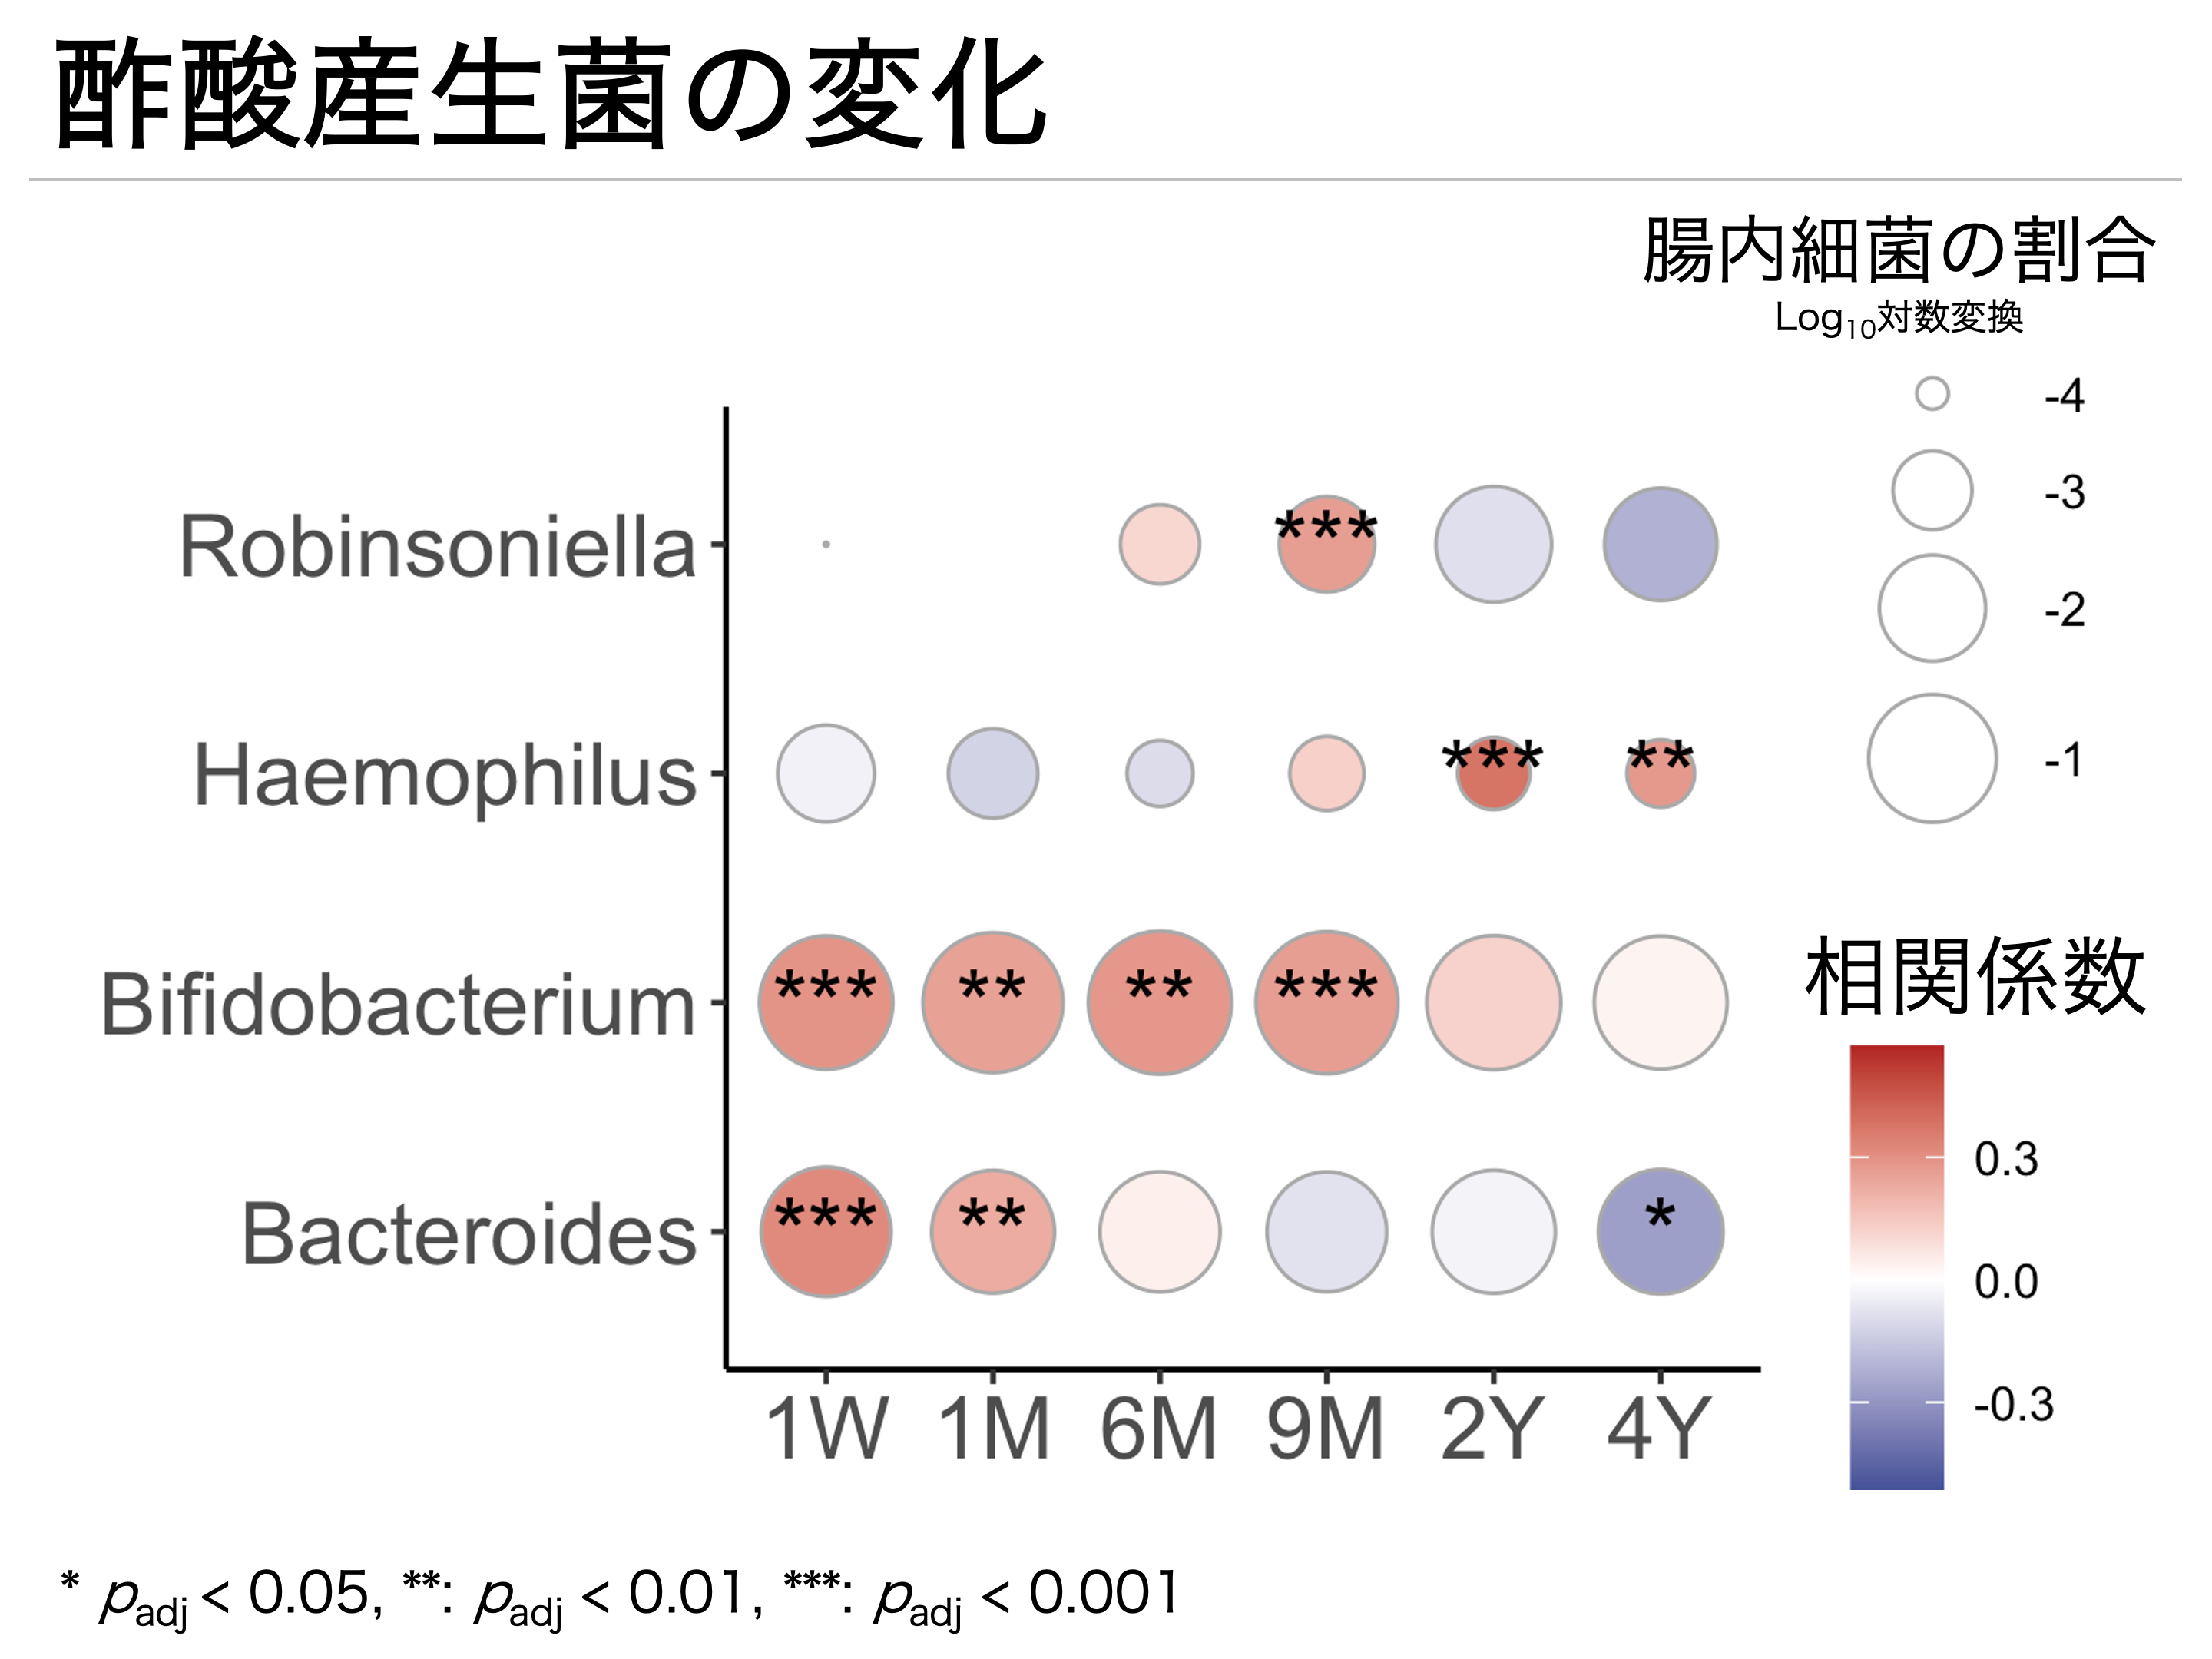 酢酸産生菌の変化
腸内細菌の割合
Log10対数変換
-4
-3
-2
-1
Robinsoniella
***
Haemophilus
***
**
Bifidobacterium
***
**
**
***
Bacteroides
***
**
*
相関係数
0.3
0.0
-0.3
1W 1M 6M 9M 2Y 4Y
* padj < 0.05, **: padj < 0.01, ***: padj < 0.001